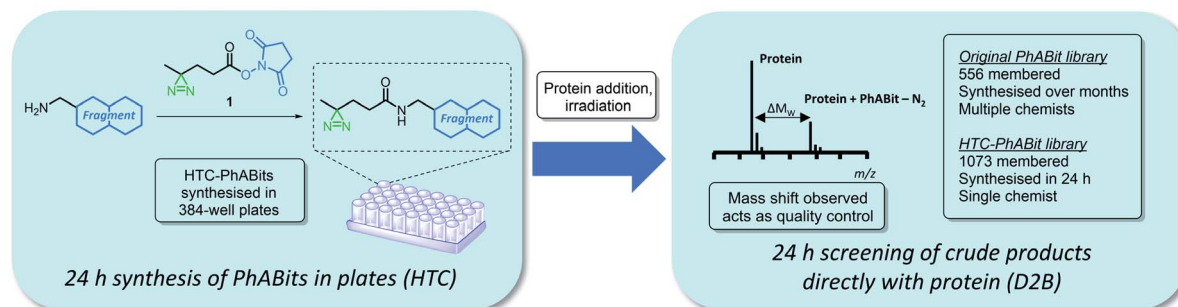 O
O
N
O
O
1
N=N
H₂N
Fragment
O
N
H
N=N
Fragment
HTC-PhABits
synthesised in
384-well plates
24 h synthesis of PhABits in plates (HTC)
Protein addition,
irradiation
Protein
Protein + PhABit – N₂
ΔMw
m/z
Mass shift observed
acts as quality control
Original PhABit library
556 membered
Synthesised over months
Multiple chemists
HTC-PhABit library
1073 membered
Synthesised in 24 h
Single chemist
24 h screening of crude products
directly with protein (D2B)